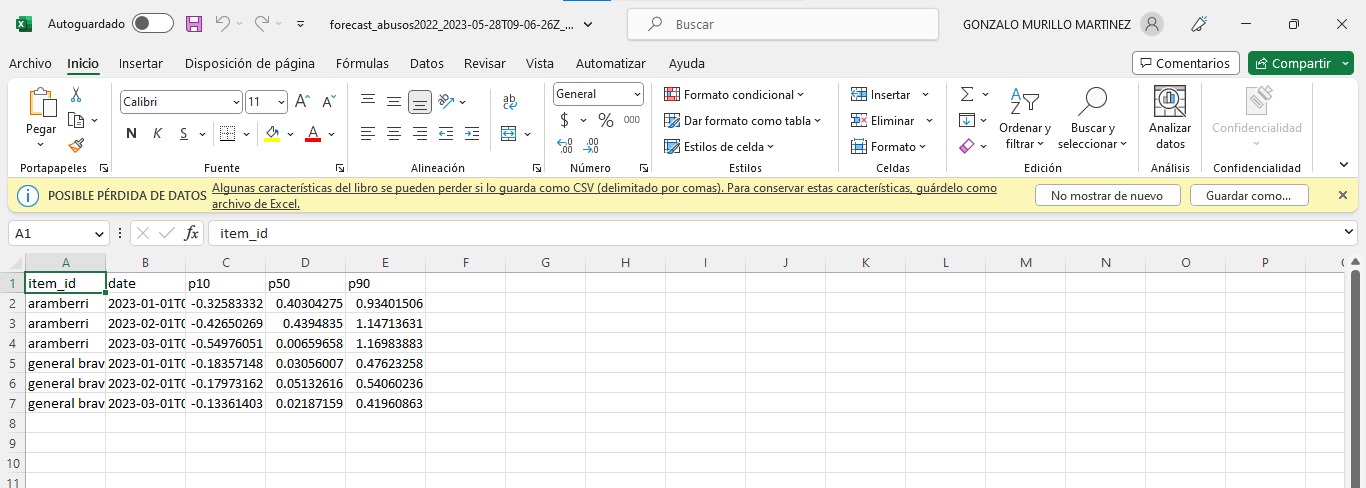 Autoguardado forecast_abusos2022_2023-05-28T09-06-26Z_... Buscar GONZALO MURILLO MARTINEZ
Archivo Inicio Insertar Disposición de página Fórmulas Datos Revisar Vista Automatizar Ayuda Comentarios Compartir
Pegar
Portapapeles
Calibri 11
N K S
Fuente
ab
Alineación
General
$ % 000
Número
Formato condicional
Dar formato como tabla
Estilos de celda
Estilos
Insertar
Eliminar
Formato
Celdas
Ordenar y filtrar
Buscar y seleccionar
Edición
Analizar datos
Análisis
Confidencialidad
Confidencialidad
POSIBLE PÉRDIDA DE DATOS Algunas características del libro se pueden perder si lo guarda como CSV (delimitado por comas). Para conservar estas características, guárdelo como
archivo de Excel.
No mostrar de nuevo Guardar como...
A1 fx item_id
A B C D E F G H I J K L M N O P
1 item_id date p10 p50 p90
2 aramberri 2023-01-01T0 -0.32583332 0.40304275 0.93401506
3 aramberri 2023-02-01T0 -0.42650269 0.4394835 1.14713631
4 aramberri 2023-03-01T0 -0.54976051 0.00659658 1.16983883
5 general brav 2023-01-01T0 -0.18357148 0.03056007 0.47623258
6 general brav 2023-02-01T0 -0.17973162 0.05132616 0.54060236
7 general brav 2023-03-01T0 -0.13361403 0.02187159 0.41960863
8
9
10
11